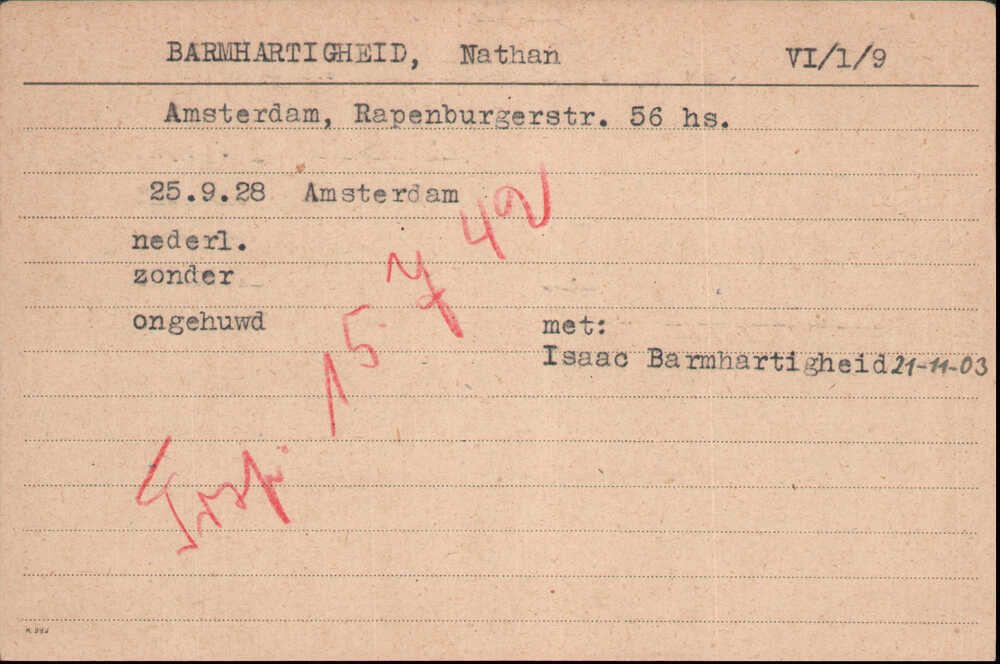 BARMHARTIGHEID, Nathan VI/1/9
Amsterdam, Rapenburgerstr. 56 hs.
25.9.28 Amsterdam
nederl.
zonder
ongehuwd met:
Isaac Barmhartigheid 21-11-03
Trsp. 15 7 42